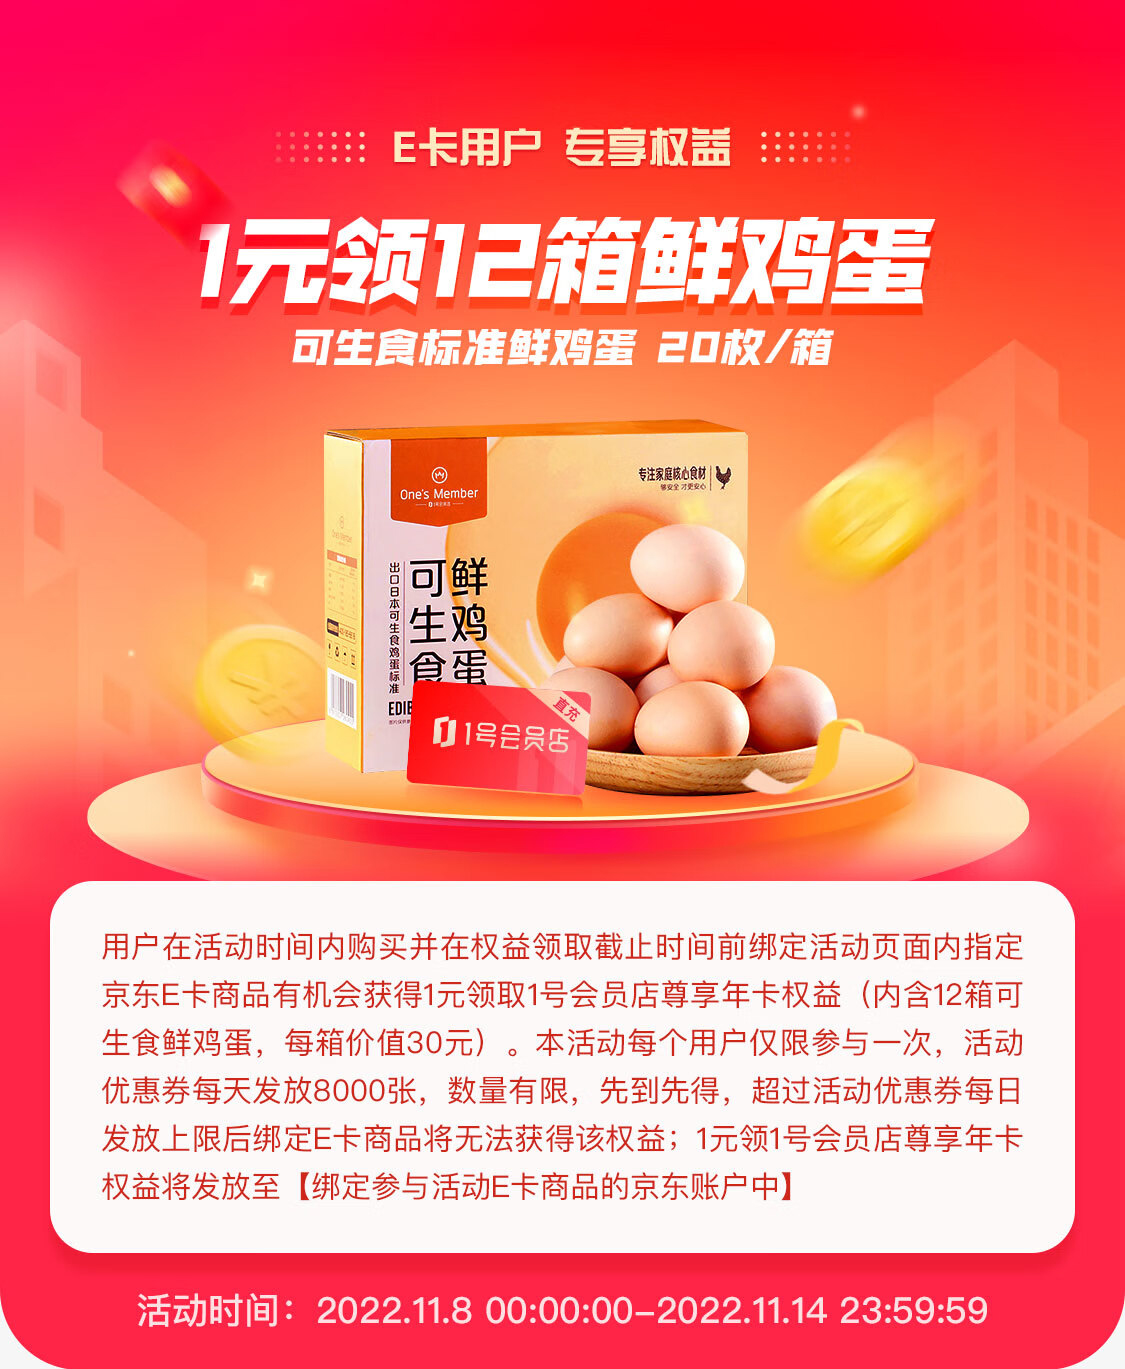 E卡用户 专享权益
1元领12箱鲜鸡蛋
可生食标准鲜鸡蛋 20枚/箱
One's Member
专注家庭核心食材
够安全 才更安心
鲜鸡蛋
可生食
出口日本可生食鸡蛋标准
直充
1号会员店
用户在活动时间内购买并在权益领取截止时间前绑定活动页面内指定
京东E卡商品有机会获得1元领取1号会员店尊享年卡权益（内含12箱可
生食鲜鸡蛋，每箱价值30元）。本活动每个用户仅限参与一次，活动
优惠券每天发放8000张，数量有限，先到先得，超过活动优惠券每日
发放上限后绑定E卡商品将无法获得该权益；1元领1号会员店尊享年卡
权益将发放至【绑定参与活动E卡商品的京东账户中】
活动时间：2022.11.8 00:00:00-2022.11.14 23:59:59